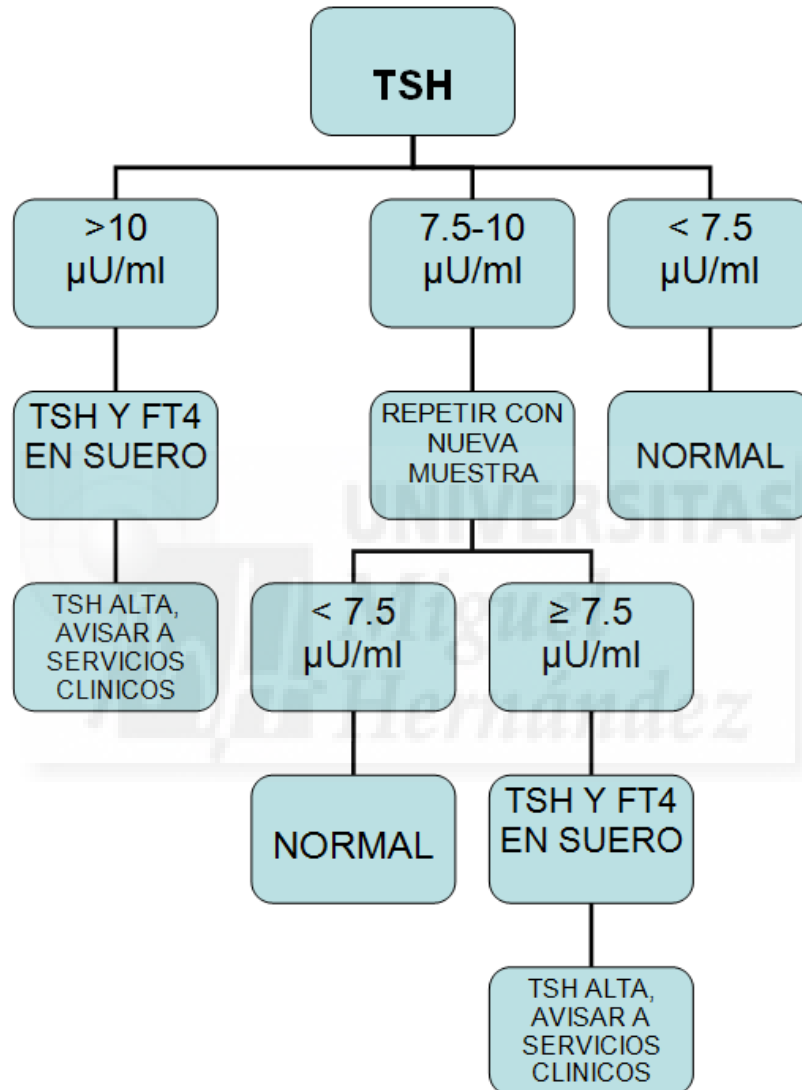 TSH
>10
µU/ml
7.5-10
µU/ml
< 7.5
µU/ml
TSH Y FT4
EN SUERO
REPETIR CON
NUEVA
MUESTRA
NORMAL
UNIVERSITAS
Miguel
Hernández
TSH ALTA,
AVISAR A
SERVICIOS
CLINICOS
< 7.5
µU/ml
≥ 7.5
µU/ml
NORMAL
TSH Y FT4
EN SUERO
TSH ALTA,
AVISAR A
SERVICIOS
CLINICOS